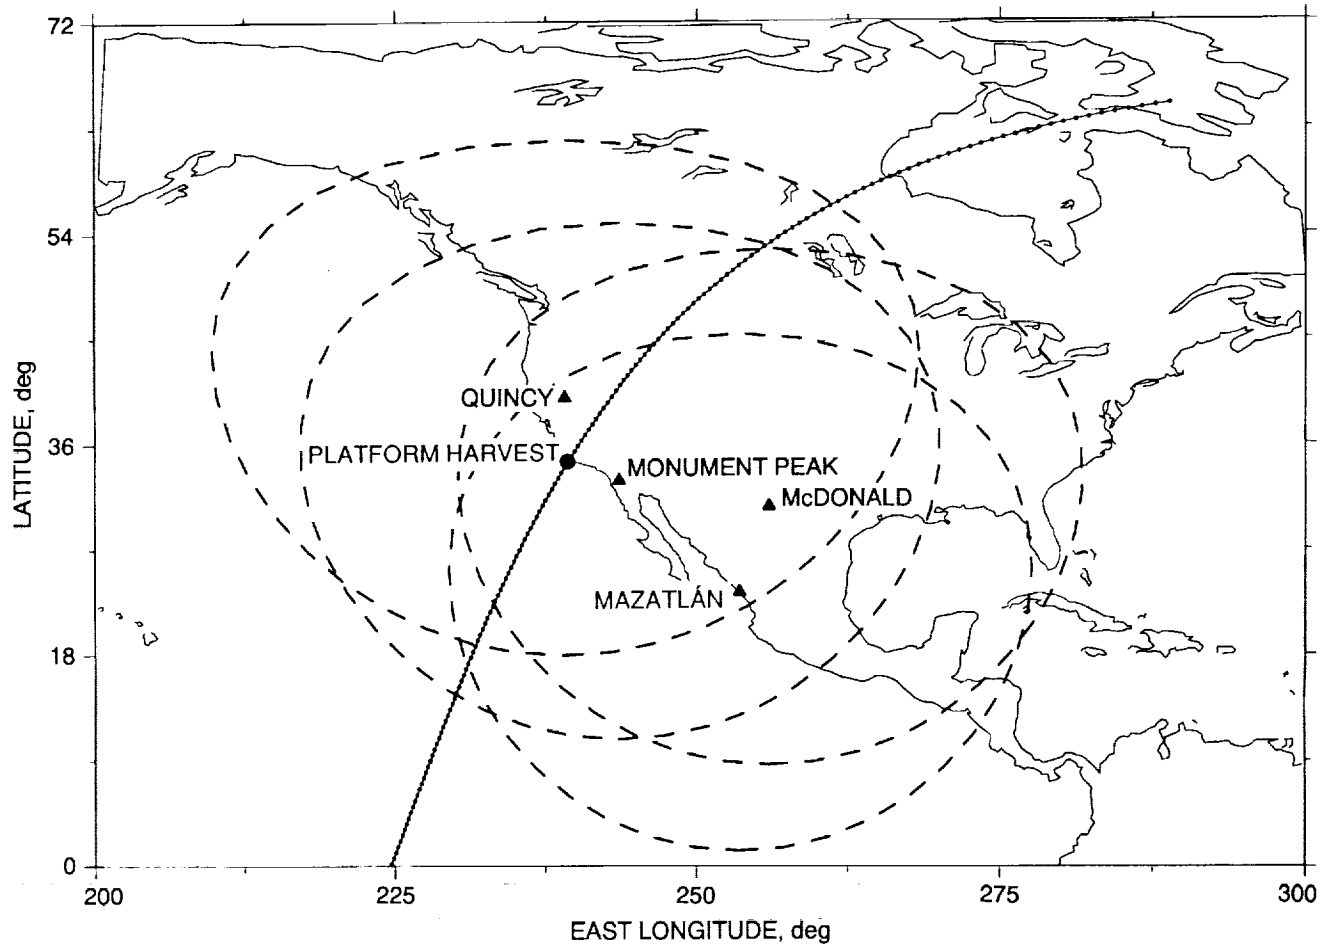 72
54
36
18
0
LATITUDE, deg
QUINCY
PLATFORM HARVEST
MONUMENT PEAK
McDONALD
MAZATLÁN
200
225
250
275
300
EAST LONGITUDE, deg